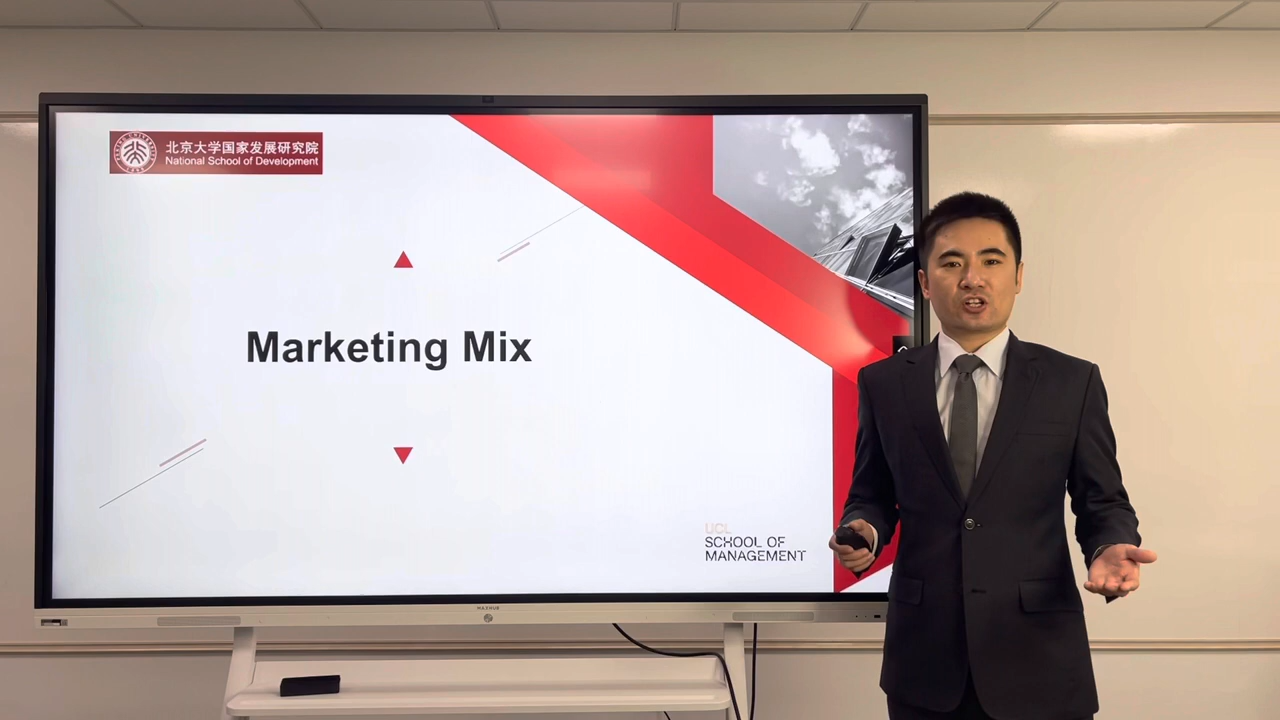 北京大学国家发展研究院
National School of Development
Marketing Mix
UCL
SCHOOL OF
MANAGEMENT
MAXHUB